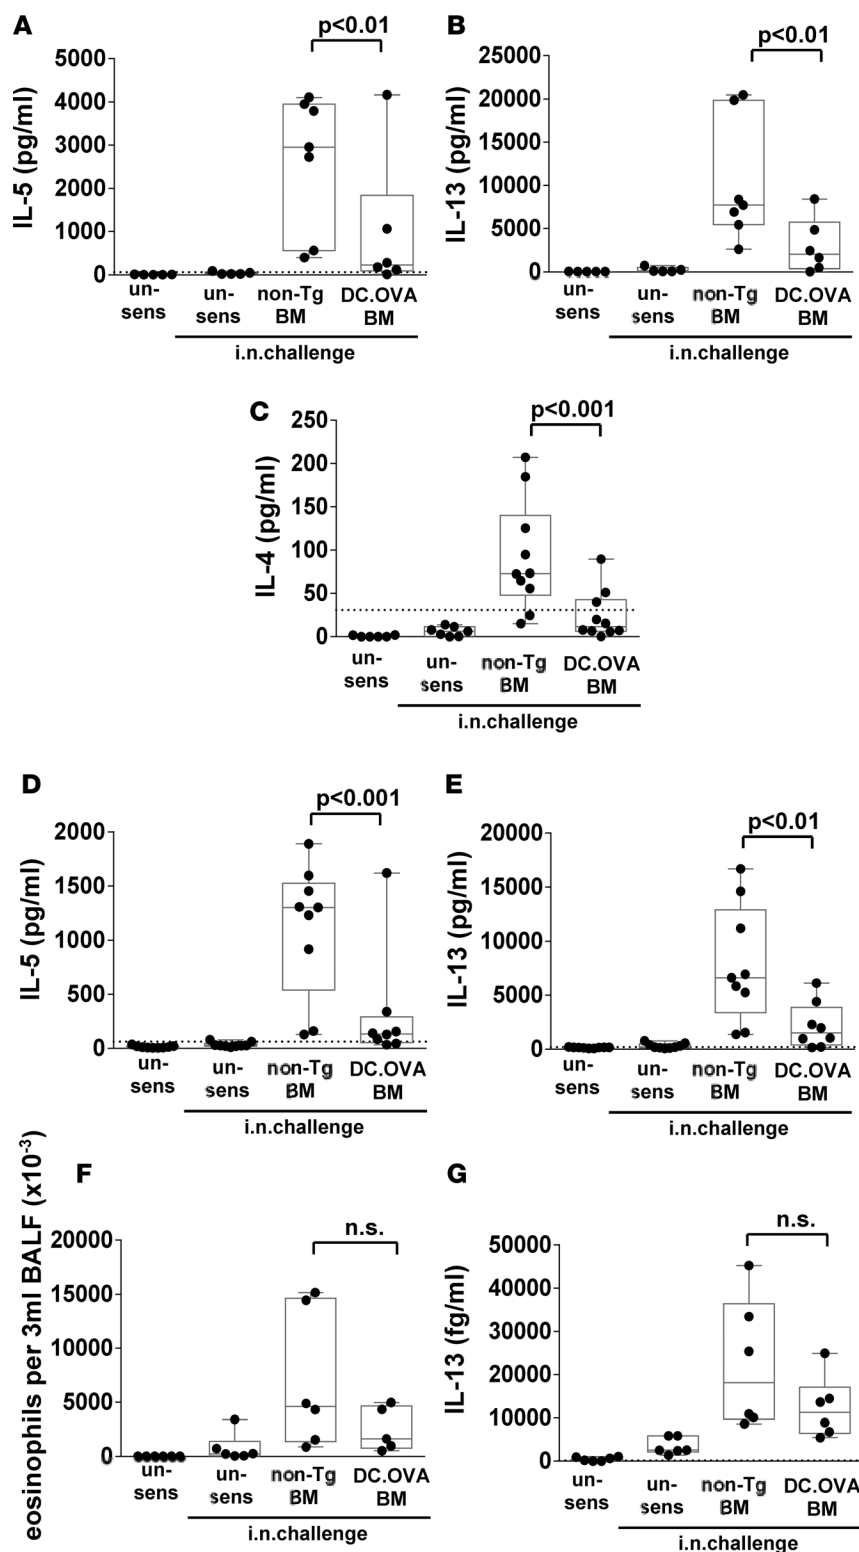 A
p<0.01
IL-5 (pg/ml)
5000
4000
3000
2000
1000
0
un-
sens
un-
sens
non-Tg
BM
DC.OVA
BM
i.n.challenge
B
p<0.01
IL-13 (pg/ml)
25000
20000
15000
10000
5000
0
un-
sens
un-
sens
non-Tg
BM
DC.OVA
BM
i.n.challenge
C
p<0.001
IL-4 (pg/ml)
250
200
150
100
50
0
un-
sens
un-
sens
non-Tg
BM
DC.OVA
BM
i.n.challenge
D
p<0.001
IL-5 (pg/ml)
2000
1500
1000
500
0
un-
sens
un-
sens
non-Tg
BM
DC.OVA
BM
i.n.challenge
E
p<0.01
IL-13 (pg/ml)
20000
15000
10000
5000
0
un-
sens
un-
sens
non-Tg
BM
DC.OVA
BM
i.n.challenge
F
n.s.
eosinophils per 3ml BALF (x10-3)
20000
15000
10000
5000
0
un-
sens
un-
sens
non-Tg
BM
DC.OVA
BM
i.n.challenge
G
n.s.
IL-13 (fg/ml)
50000
40000
30000
20000
10000
0
un-
sens
un-
sens
non-Tg
BM
DC.OVA
BM
i.n.challenge